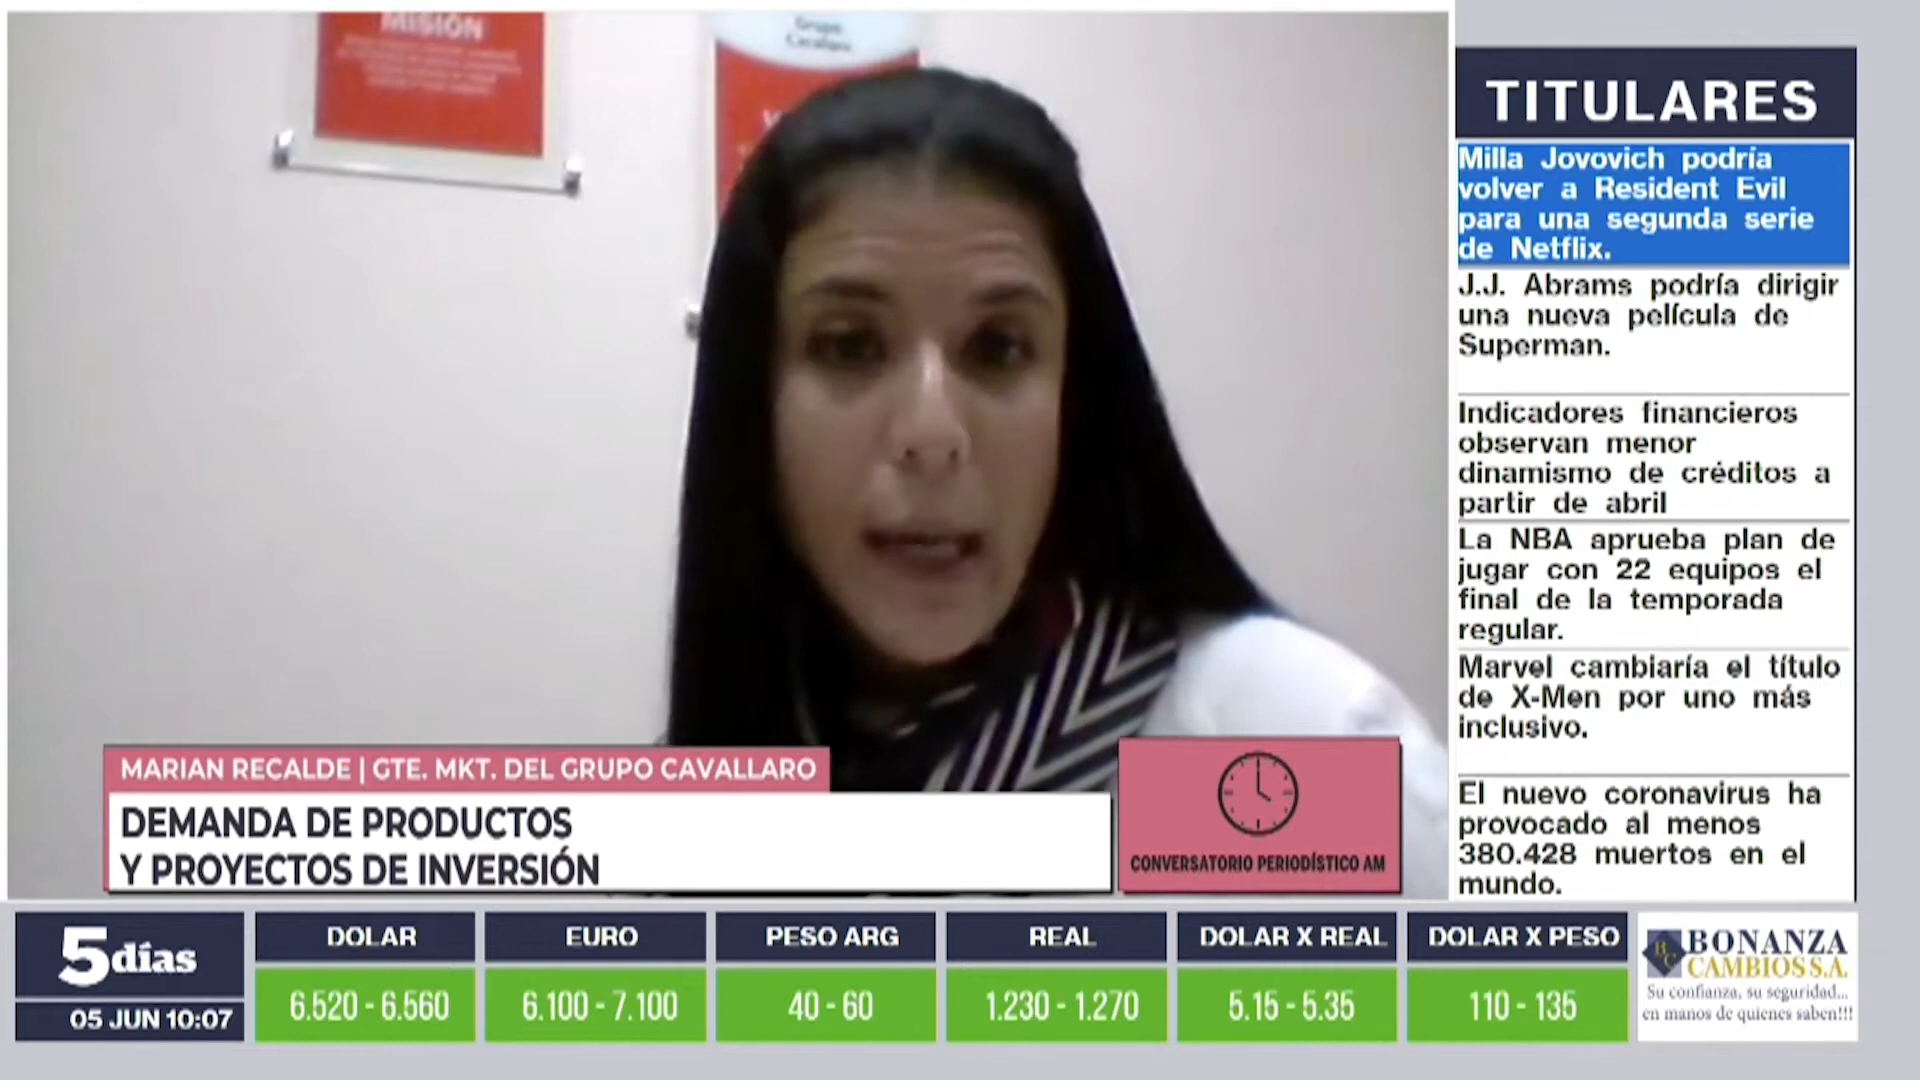 MISIÓN
Grupo
Cavallaro
TITULARES
Milla Jovovich podría
volver a Resident Evil
para una segunda serie
de Netflix.
J.J. Abrams podría dirigir
una nueva película de
Superman.
Indicadores financieros
observan menor
dinamismo de créditos a
partir de abril
La NBA aprueba plan de
jugar con 22 equipos el
final de la temporada
regular.
Marvel cambiaría el título
de X-Men por uno más
inclusivo.
El nuevo coronavirus ha
provocado al menos
380.428 muertos en el
mundo.
MARIAN RECALDE | GTE. MKT. DEL GRUPO CAVALLARO
DEMANDA DE PRODUCTOS
Y PROYECTOS DE INVERSIÓN
CONVERSATORIO PERIODÍSTICO AM
5días
05 JUN 10:07
DOLAR
6.520 - 6.560
EURO
6.100 - 7.100
PESO ARG
40 - 60
REAL
1.230 - 1.270
DOLAR X REAL
5.15 - 5.35
DOLAR X PESO
110 - 135
BC
BONANZA
CAMBIOS S.A.
Su confianza, su seguridad...
en manos de quienes saben!!!